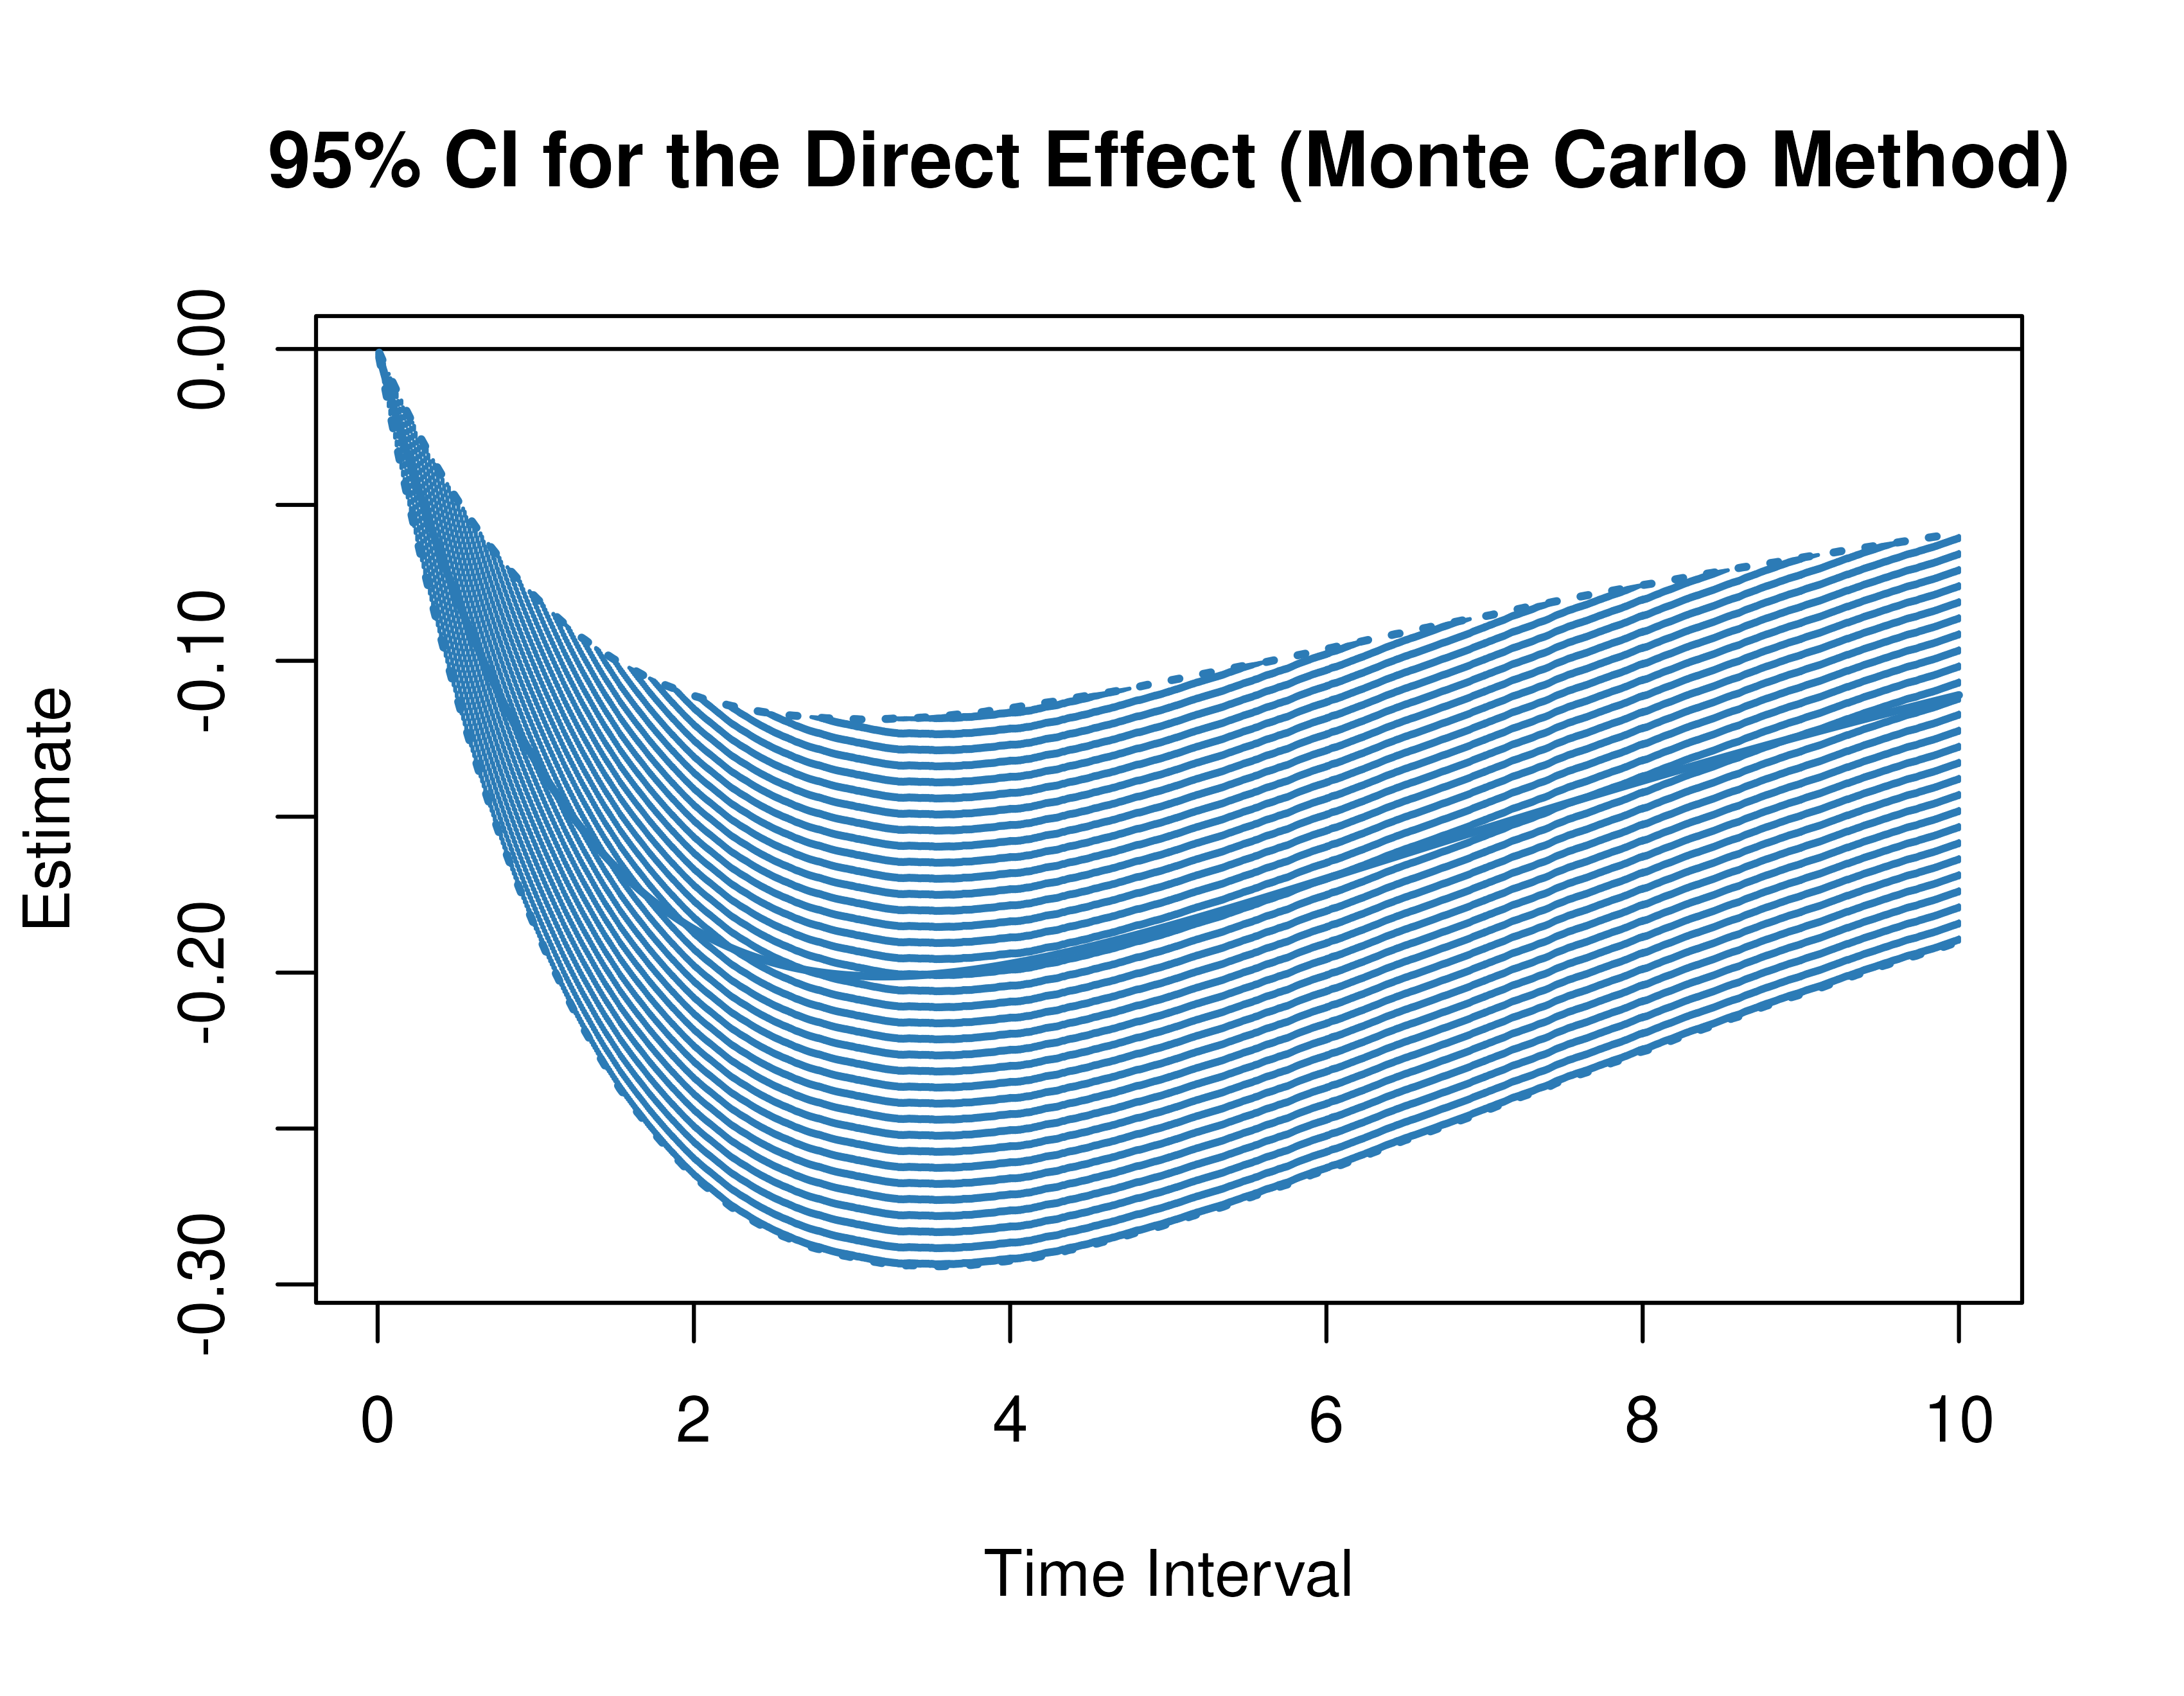 95% CI for the Direct Effect (Monte Carlo Method)
Estimate
0.00
-0.10
-0.20
-0.30
0 2 4 6 8 10
Time Interval